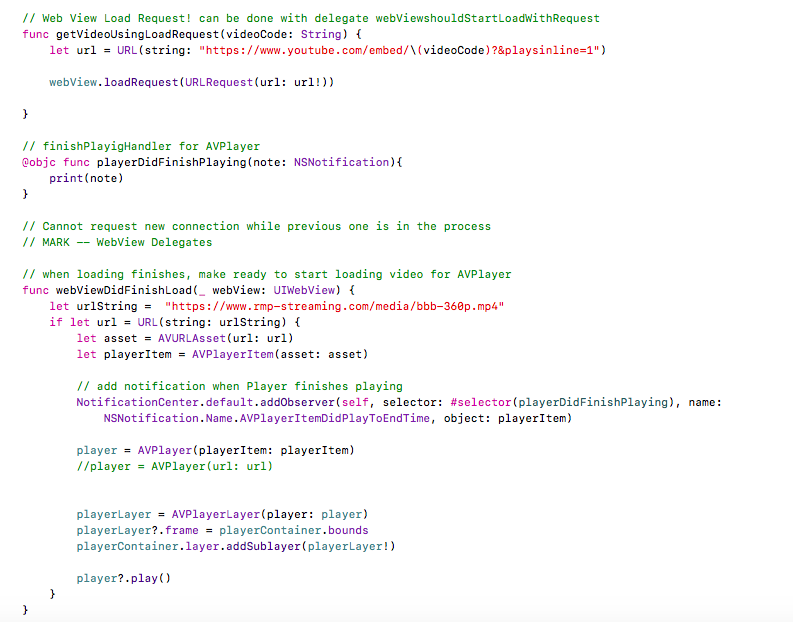 // Web View Load Request! can be done with delegate webViewshouldStartLoadWithRequest
func getVideoUsingLoadRequest(videoCode: String) {
let url = URL(string: "https://www.youtube.com/embed/\(videoCode)?&playsinline=1")
webView.loadRequest(URLRequest(url: url!))
}
// finishPlayigHandler for AVPlayer
@objc func playerDidFinishPlaying(note: NSNotification){
print(note)
}
// Cannot request new connection while previous one is in the process
// MARK —— WebView Delegates
// when loading finishes, make ready to start loading video for AVPlayer
func webViewDidFinishLoad(_ webView: UIWebView) {
let urlString =  "https://www.rmp-streaming.com/media/bbb-360p.mp4"
if let url = URL(string: urlString) {
let asset = AVURLAsset(url: url)
let playerItem = AVPlayerItem(asset: asset)
// add notification when Player finishes playing
NotificationCenter.default.addObserver(self, selector: #selector(playerDidFinishPlaying), name:
NSNotification.Name.AVPlayerItemDidPlayToEndTime, object: playerItem)
player = AVPlayer(playerItem: playerItem)
//player = AVPlayer(url: url)
playerLayer = AVPlayerLayer(player: player)
playerLayer?.frame = playerContainer.bounds
playerContainer.layer.addSublayer(playerLayer!)
player?.play()
}
}